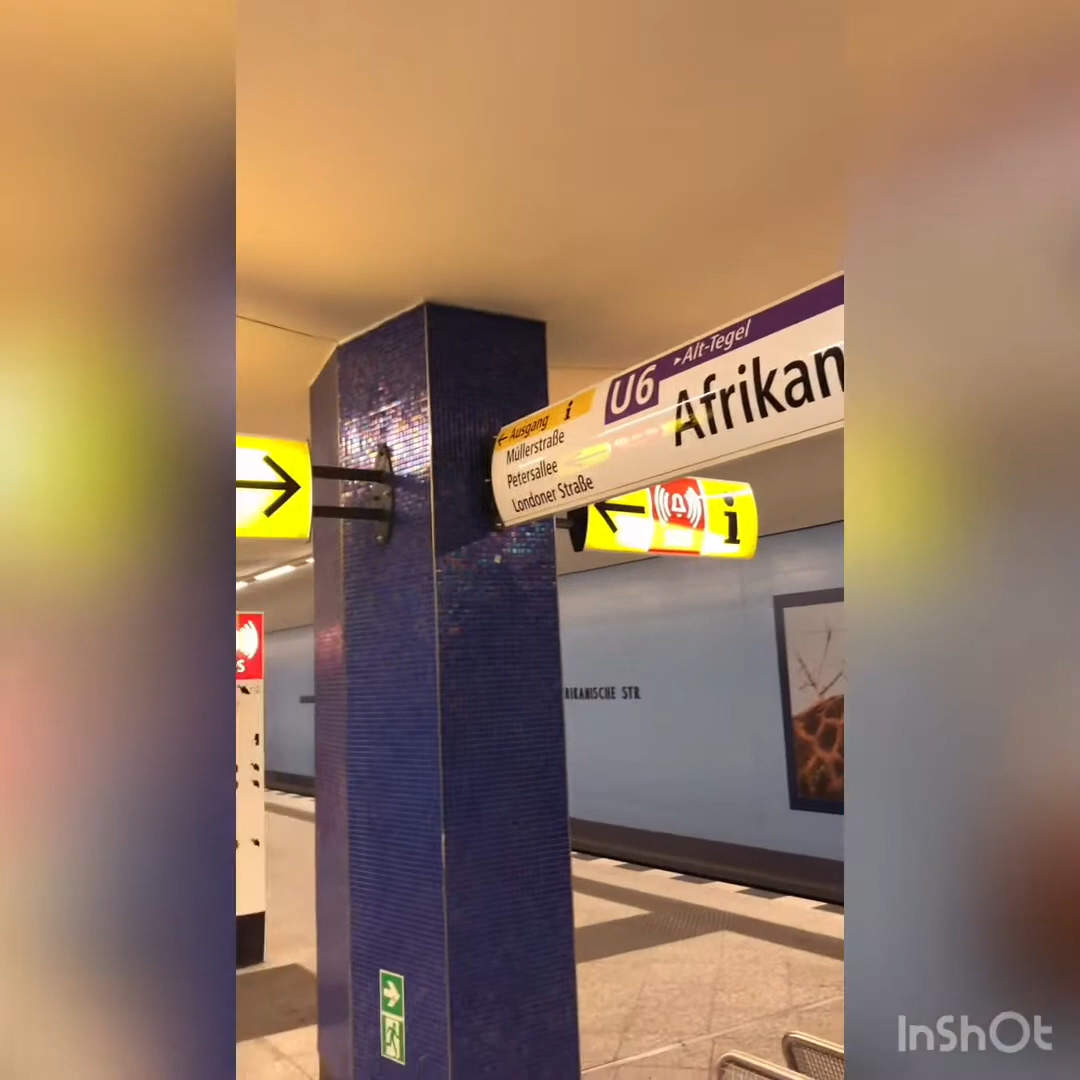 U6 ▸Alt-Tegel
Afrikan
← Ausgang i
Müllerstraße
Petersallee
Londoner Straße
→
← i
S
RIKANISCHE STR
InShOt